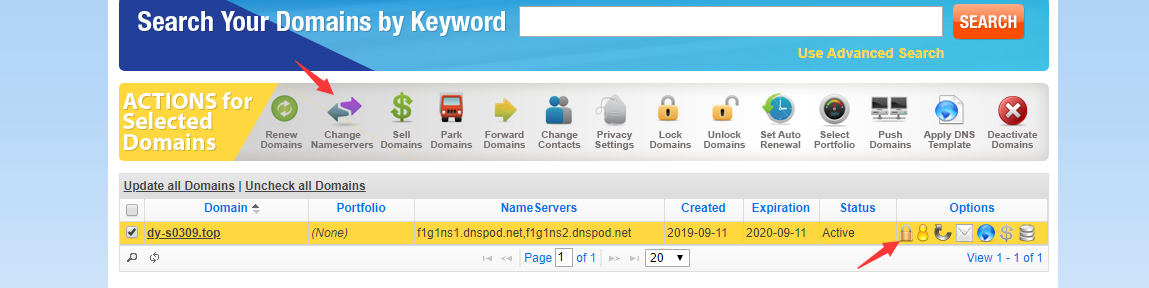 Search Your Domains by Keyword SEARCH
Use Advanced Search
ACTIONS for
Selected
Domains
Renew
Domains
Change
Nameservers
Sell
Domains
Park
Domains
Forward
Domains
Change
Contacts
Privacy
Settings
Lock
Domains
Unlock
Domains
Set Auto
Renewal
Select
Portfolio
Push
Domains
Apply DNS
Template
Deactivate
Domains
Update all Domains | Uncheck all Domains
Domain Portfolio NameServers Created Expiration Status Options
dy-s0309.top (None) f1g1ns1.dnspod.net,f1g1ns2.dnspod.net 2019-09-11 2020-09-11 Active
Page 1 of 1 20 View 1 - 1 of 1